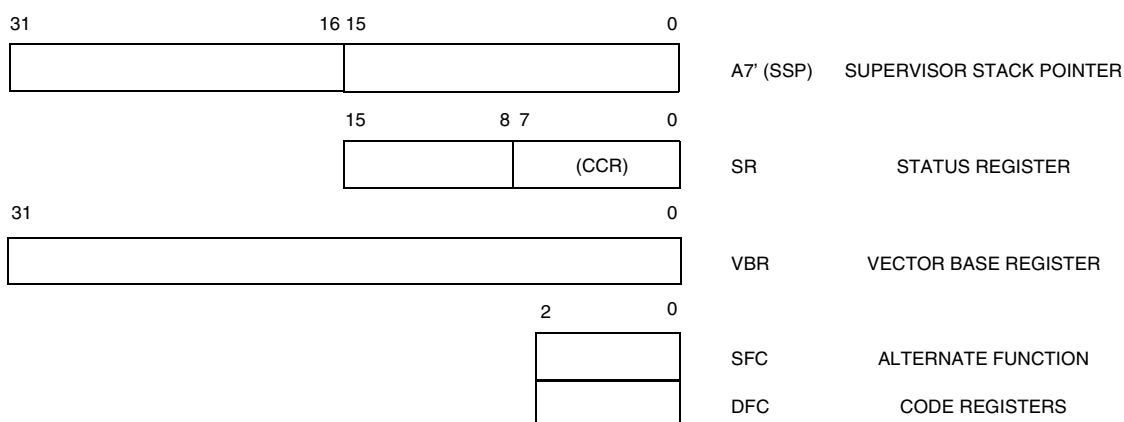 31 16 15 0
A7' (SSP) SUPERVISOR STACK POINTER
15 8 7 0
(CCR) SR STATUS REGISTER
31 0
VBR VECTOR BASE REGISTER
2 0
SFC ALTERNATE FUNCTION
DFC CODE REGISTERS